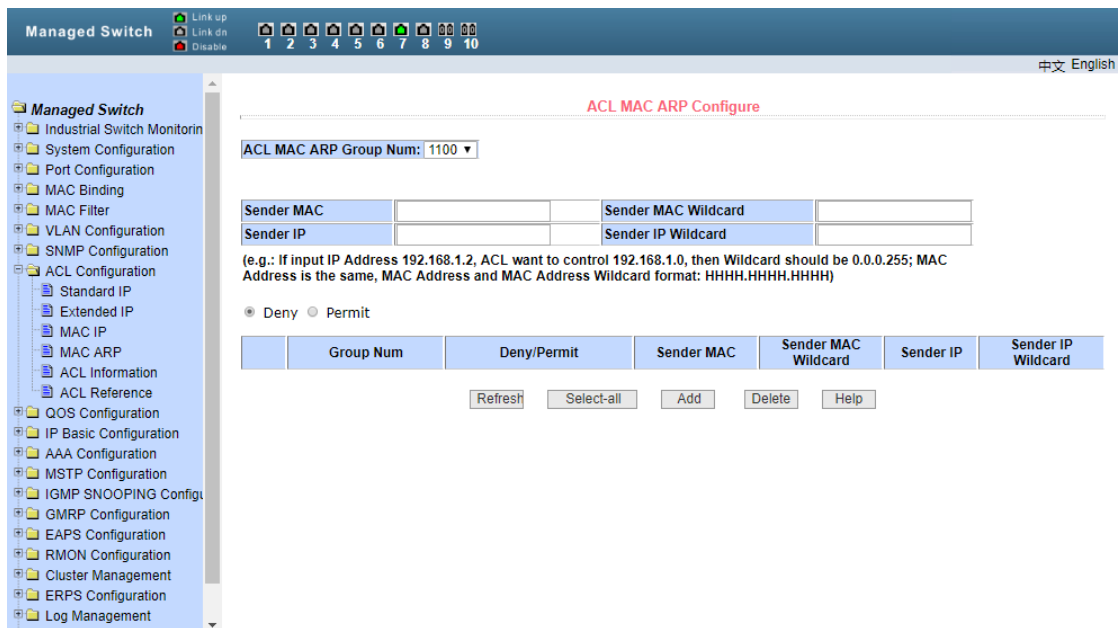 Managed Switch
Link up
Link dn
Disable
1 2 3 4 5 6 7 8 9 10
中文 English
Managed Switch
Industrial Switch Monitorin
System Configuration
Port Configuration
MAC Binding
MAC Filter
VLAN Configuration
SNMP Configuration
ACL Configuration
Standard IP
Extended IP
MAC IP
MAC ARP
ACL Information
ACL Reference
QOS Configuration
IP Basic Configuration
AAA Configuration
MSTP Configuration
IGMP SNOOPING Configu
GMRP Configuration
EAPS Configuration
RMON Configuration
Cluster Management
ERPS Configuration
Log Management
ACL MAC ARP Configure
ACL MAC ARP Group Num: 1100
Sender MAC Sender MAC Wildcard
Sender IP Sender IP Wildcard
(e.g.: If input IP Address 192.168.1.2, ACL want to control 192.168.1.0, then Wildcard should be 0.0.0.255; MAC
Address is the same, MAC Address and MAC Address Wildcard format: HHHH.HHHH.HHHH)
Deny Permit
Group Num Deny/Permit Sender MAC Sender MAC Wildcard Sender IP Sender IP Wildcard
Refresh Select-all Add Delete Help